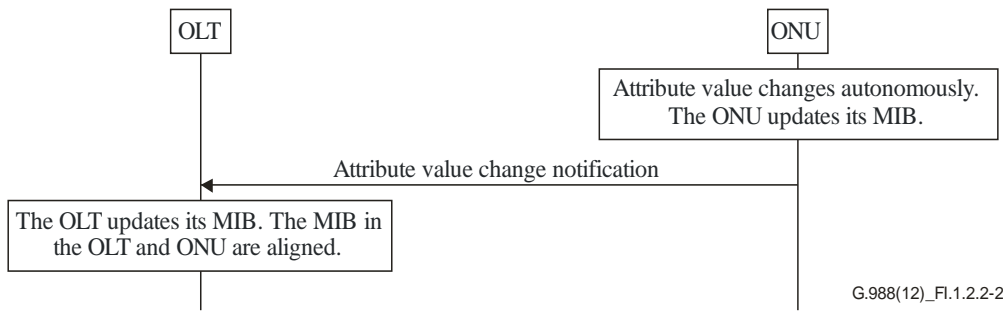 OLT
ONU
Attribute value changes autonomously.
The ONU updates its MIB.
Attribute value change notification
The OLT updates its MIB. The MIB in
the OLT and ONU are aligned.
G.988(12)_FI.1.2.2-2